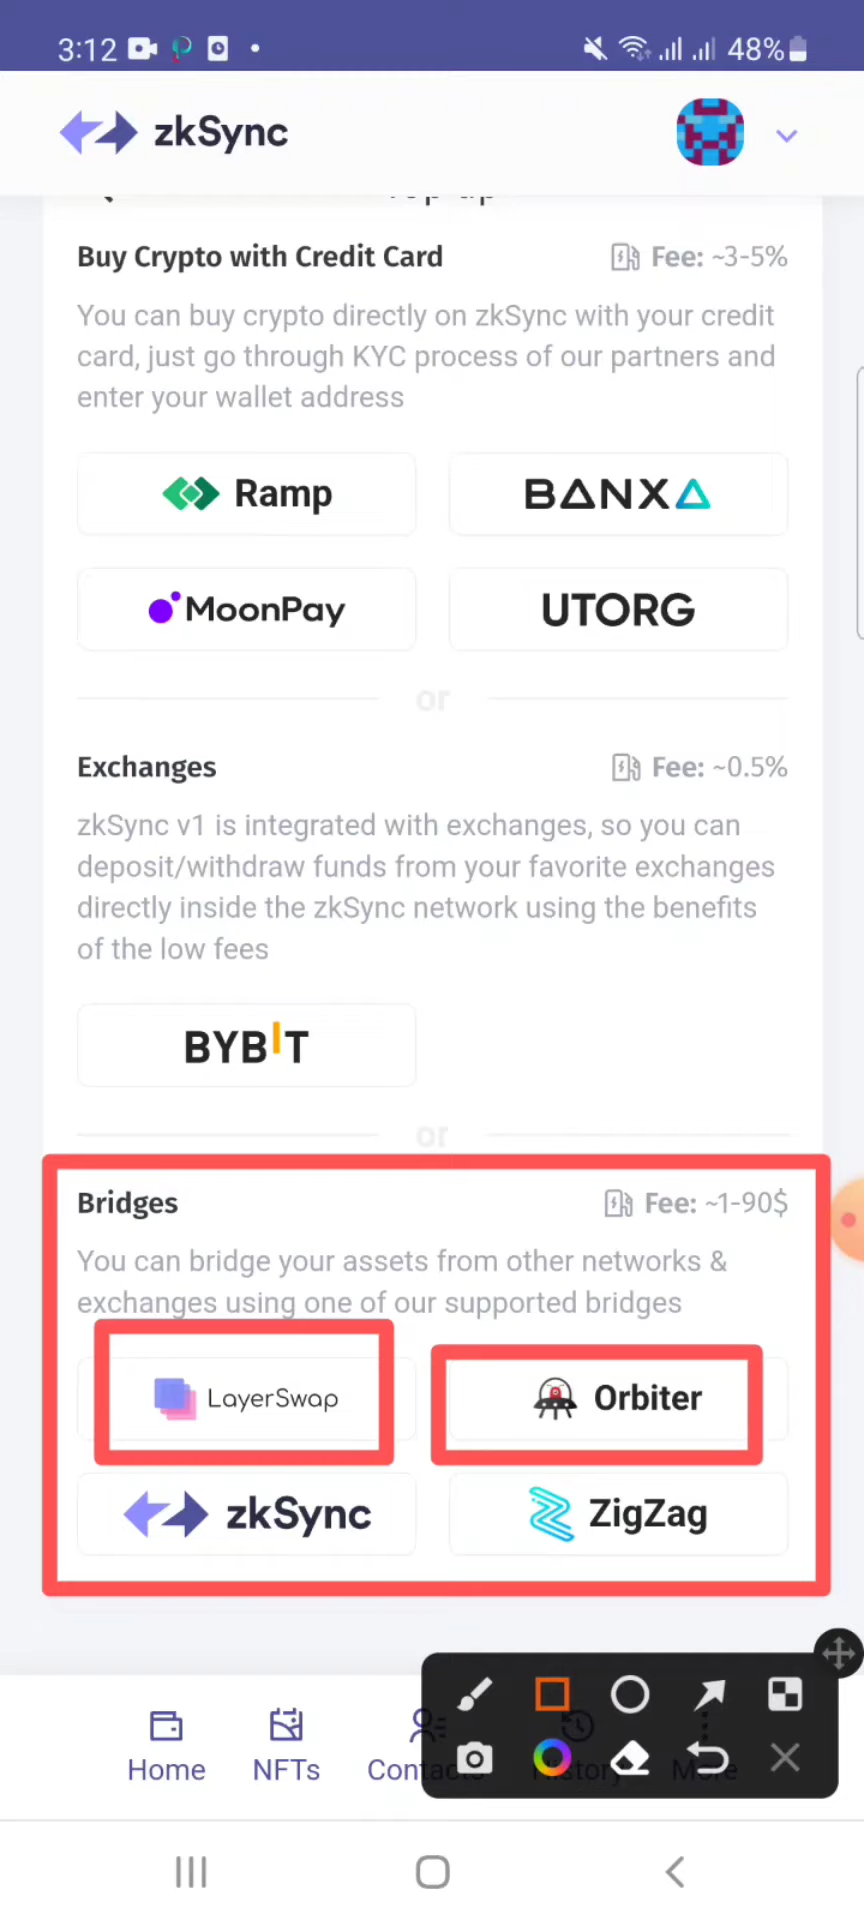 3:12
48%
zkSync
Top-up
Buy Crypto with Credit Card
Fee: ~3-5%
You can buy crypto directly on zkSync with your credit
card, just go through KYC process of our partners and
enter your wallet address
Ramp
BANXA
MoonPay
UTORG
or
Exchanges
Fee: ~0.5%
zkSync v1 is integrated with exchanges, so you can
deposit/withdraw funds from your favorite exchanges
directly inside the zkSync network using the benefits
of the low fees
BYBIT
or
Bridges
Fee: ~1-90$
You can bridge your assets from other networks &
exchanges using one of our supported bridges
LayerSwap
Orbiter
zkSync
ZigZag
Home
NFTs
Contacts
History
More